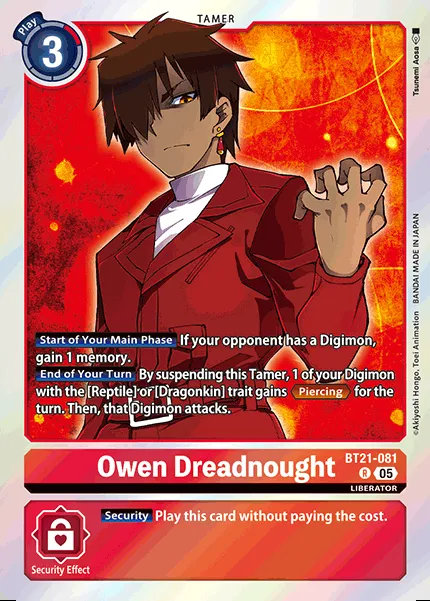 TAMER
Play
3
Tsunemi Aosa
Start of Your Main Phase If your opponent has a Digimon,
gain 1 memory.
End of Your Turn By suspending this Tamer, 1 of your Digimon
with the [Reptile] or [Dragonkin] trait gains Piercing for the
turn. Then, that Digimon attacks.
©Akiyoshi Hongo, Toei Animation BANDAI MADE IN JAPAN
Owen Dreadnought
BT21-081
R 05
LIBERATOR
Security Play this card without paying the cost.
Security Effect